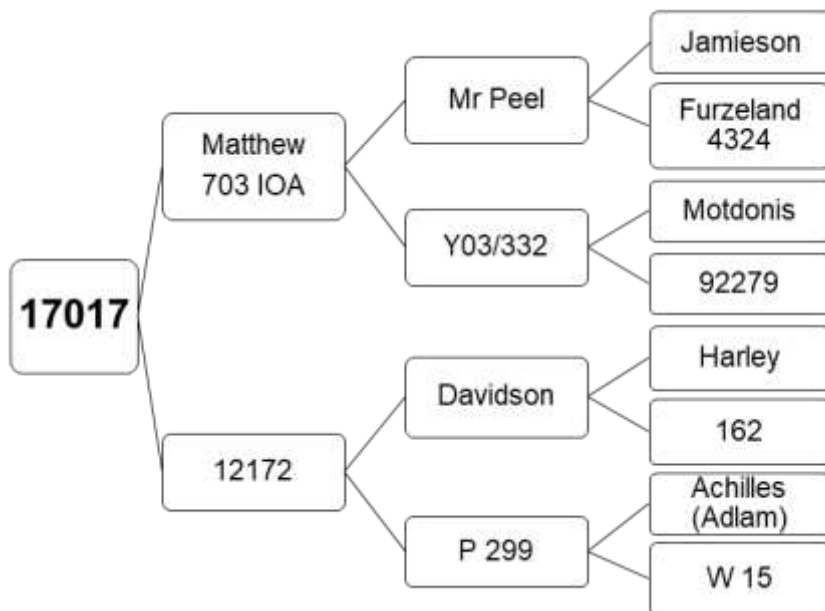 17017
Matthew
703 IOA
12172
Mr Peel
Y03/332
Davidson
P 299
Jamieson
Furzeland
4324
Motdonis
92279
Harley
162
Achilles
(Adlam)
W 15